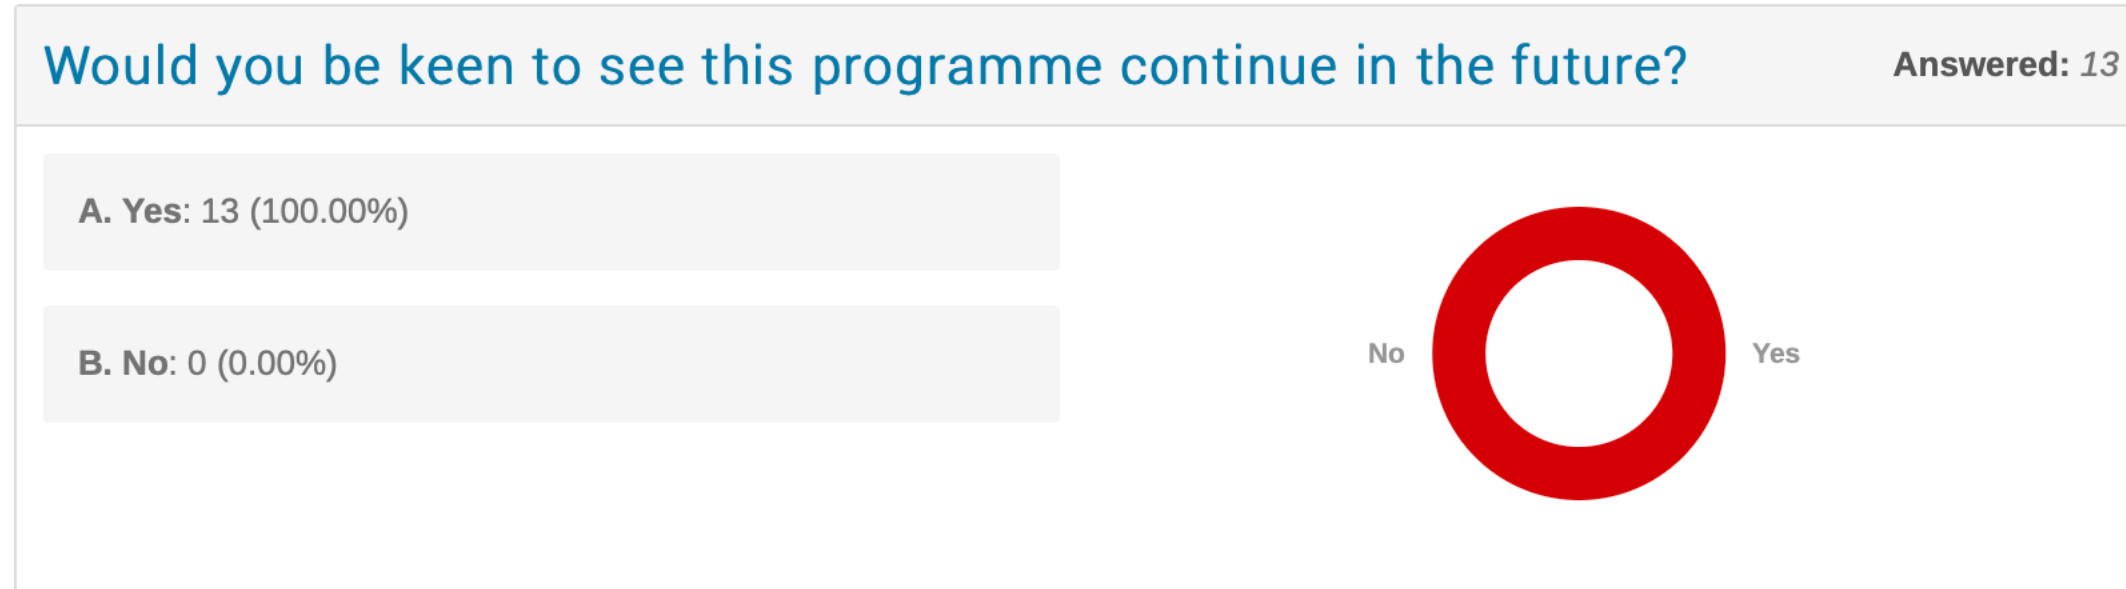 Would you be keen to see this programme continue in the future?
Answered: 13
A. Yes: 13 (100.00%)
B. No: 0 (0.00%)
No
Yes